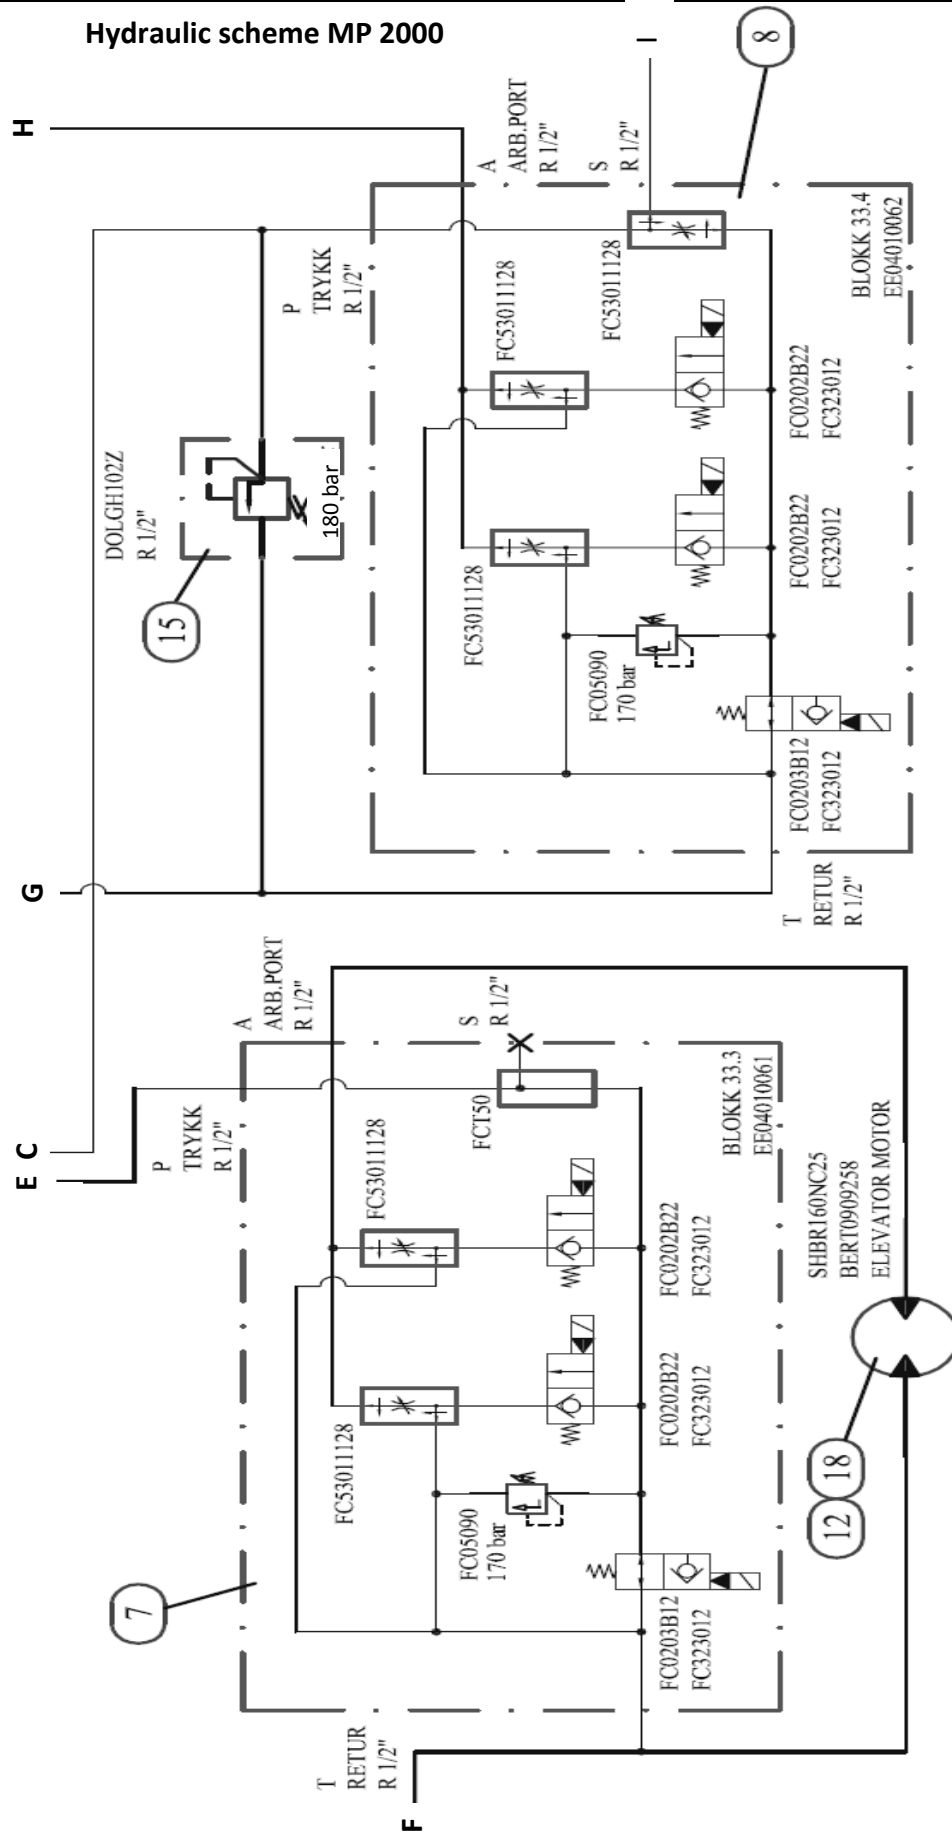 Hydraulic scheme MP 2000
H
I
8
A
ARB.PORT
R 1/2"
S
R 1/2"
P
TRYKK
R 1/2"
DOLGH102Z
R 1/2"
15
180 bar
FC53011128
FC53011128
FC53011128
BLOKK 33.4
EE04010062
FC0202B22
FC323012
FC0202B22
FC323012
FC05090
170 bar
FC0203B12
FC323012
T
RETUR
R 1/2"
G
C
E
A
ARB.PORT
R 1/2"
S
R 1/2"
P
TRYKK
R 1/2"
FCT50
FC53011128
FC53011128
BLOKK 33.3
EE04010061
FC0202B22
FC323012
FC0202B22
FC323012
FC05090
170 bar
FC0203B12
FC323012
7
SHBR160NC25
BERT0909258
ELEVATOR MOTOR
12
18
T
RETUR
R 1/2"
F